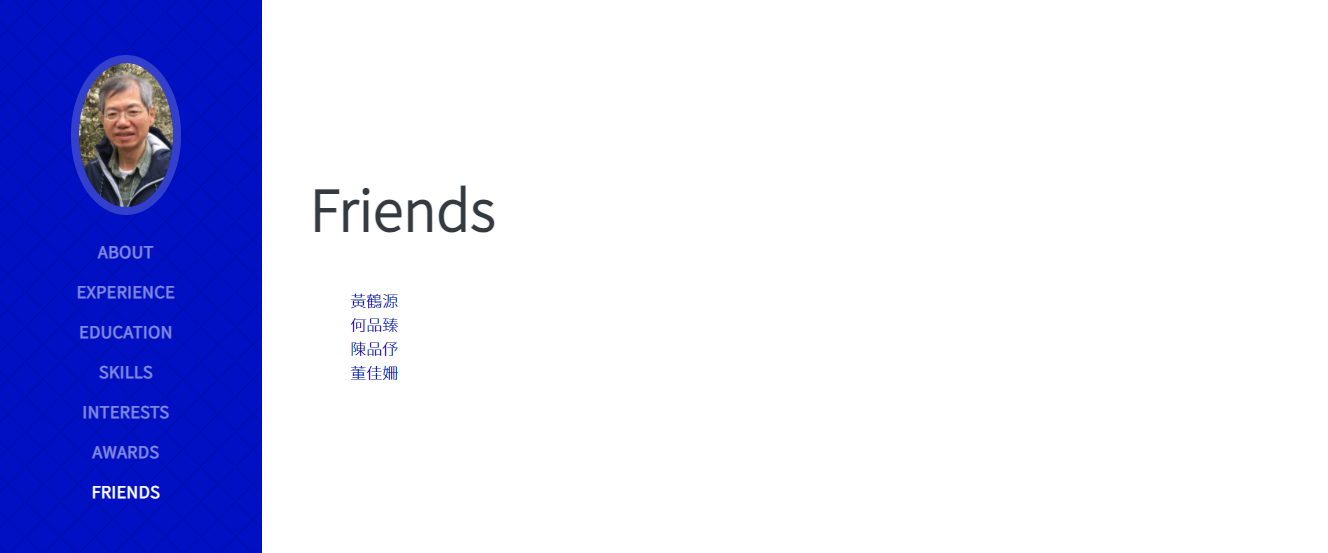 ABOUT
EXPERIENCE
EDUCATION
SKILLS
INTERESTS
AWARDS
FRIENDS
Friends
黃鶴源
何品臻
陳品伃
董佳姍